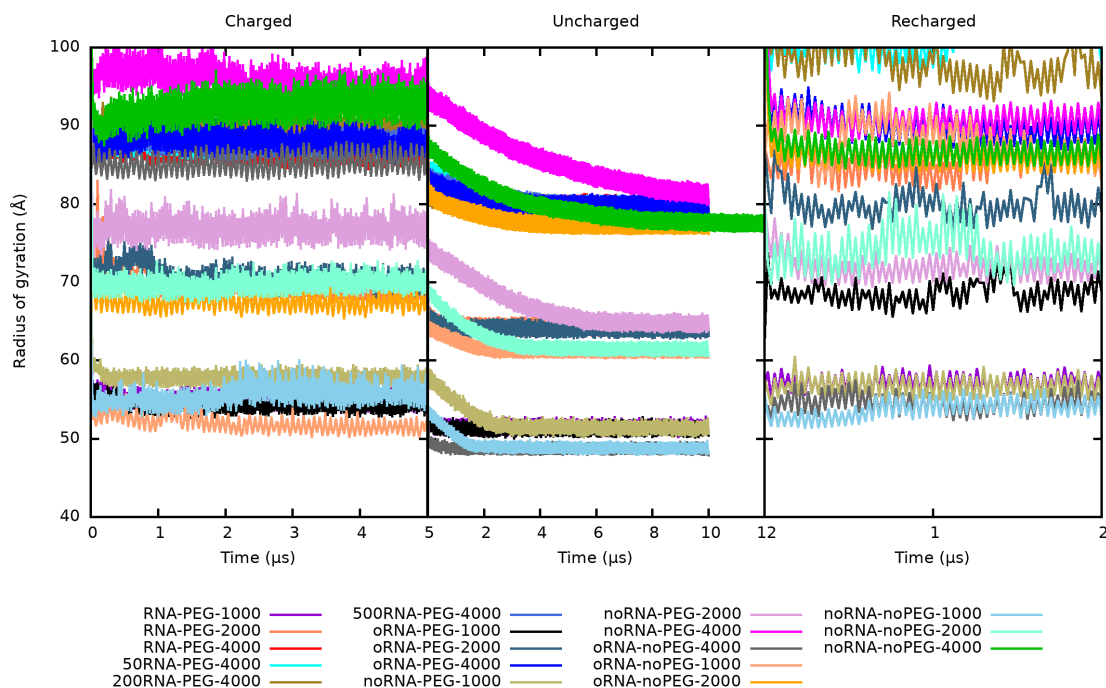 Charged Uncharged Recharged
100
90
80
70
60
50
40
Radius of gyration (Å)
0 1 2 3 4 5 2 4 6 8 10 12 1 2
Time (μs) Time (μs) Time (μs)
RNA-PEG-1000 500RNA-PEG-4000 noRNA-PEG-2000 noRNA-noPEG-1000
RNA-PEG-2000 oRNA-PEG-1000 noRNA-PEG-4000 noRNA-noPEG-2000
RNA-PEG-4000 oRNA-PEG-2000 oRNA-noPEG-4000 noRNA-noPEG-4000
50RNA-PEG-4000 oRNA-PEG-4000 oRNA-noPEG-1000
200RNA-PEG-4000 noRNA-PEG-1000 oRNA-noPEG-2000